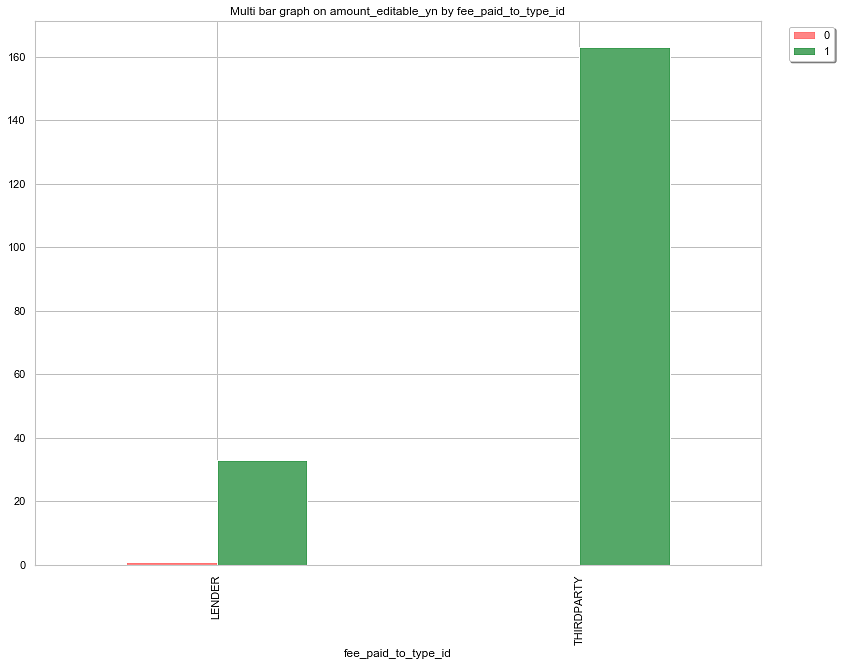 Multi bar graph on amount_editable_yn by fee_paid_to_type_id
0
1
160
140
120
100
80
60
40
20
0
LENDER
THIRDPARTY
fee_paid_to_type_id